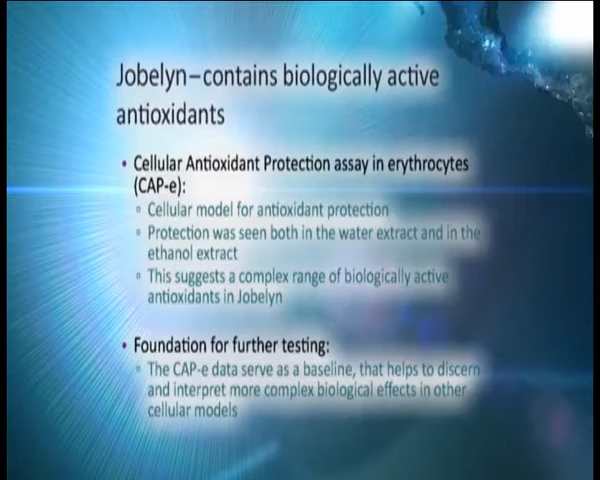 Jobelyn–contains biologically active
antioxidants
• Cellular Antioxidant Protection assay in erythrocytes
(CAP-e):
▫ Cellular model for antioxidant protection
▫ Protection was seen both in the water extract and in the
ethanol extract
▫ This suggests a complex range of biologically active
antioxidants in Jobelyn
• Foundation for further testing:
▫ The CAP-e data serve as a baseline, that helps to discern
and interpret more complex biological effects in other
cellular models